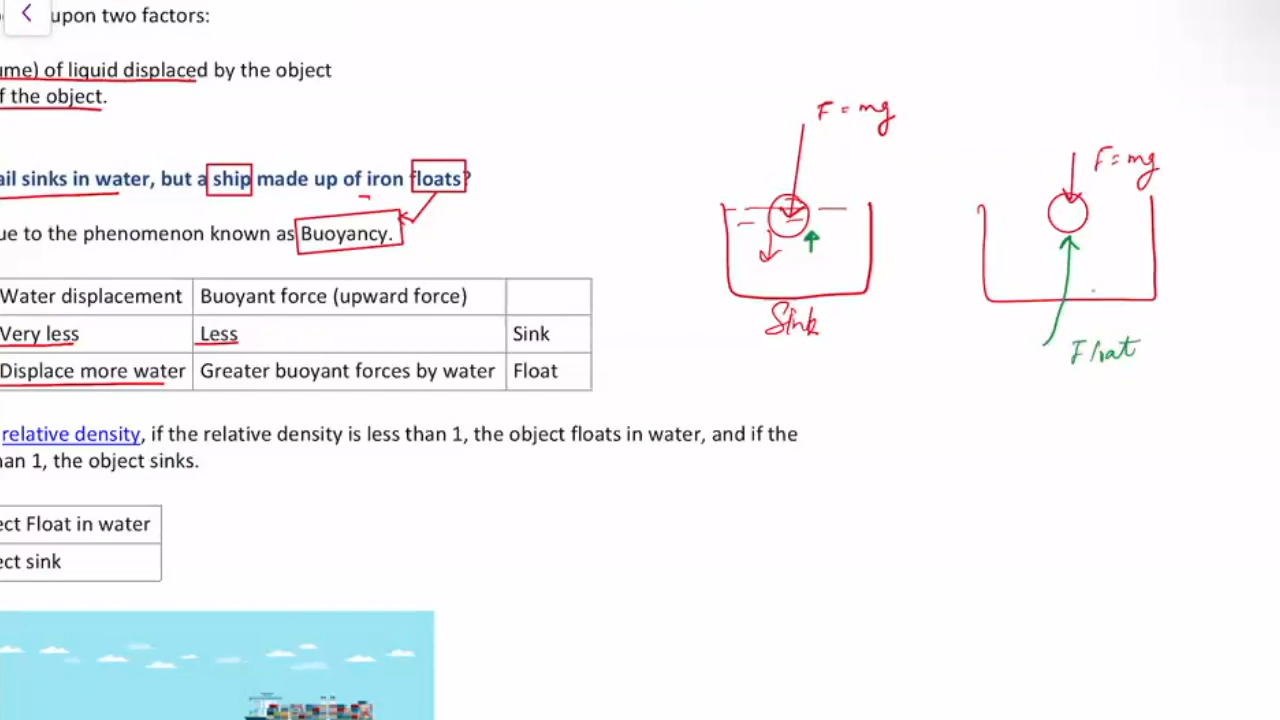 upon two factors:
ume) of liquid displaced by the object
f the object.
ail sinks in water, but a ship made up of iron floats?
ue to the phenomenon known as Buoyancy.
Water displacement Buoyant force (upward force)
Very less Less Sink
Displace more water Greater buoyant forces by water Float
relative density, if the relative density is less than 1, the object floats in water, and if the
an 1, the object sinks.
ect Float in water
ect sink
F = mg
Sink
F = mg
Float